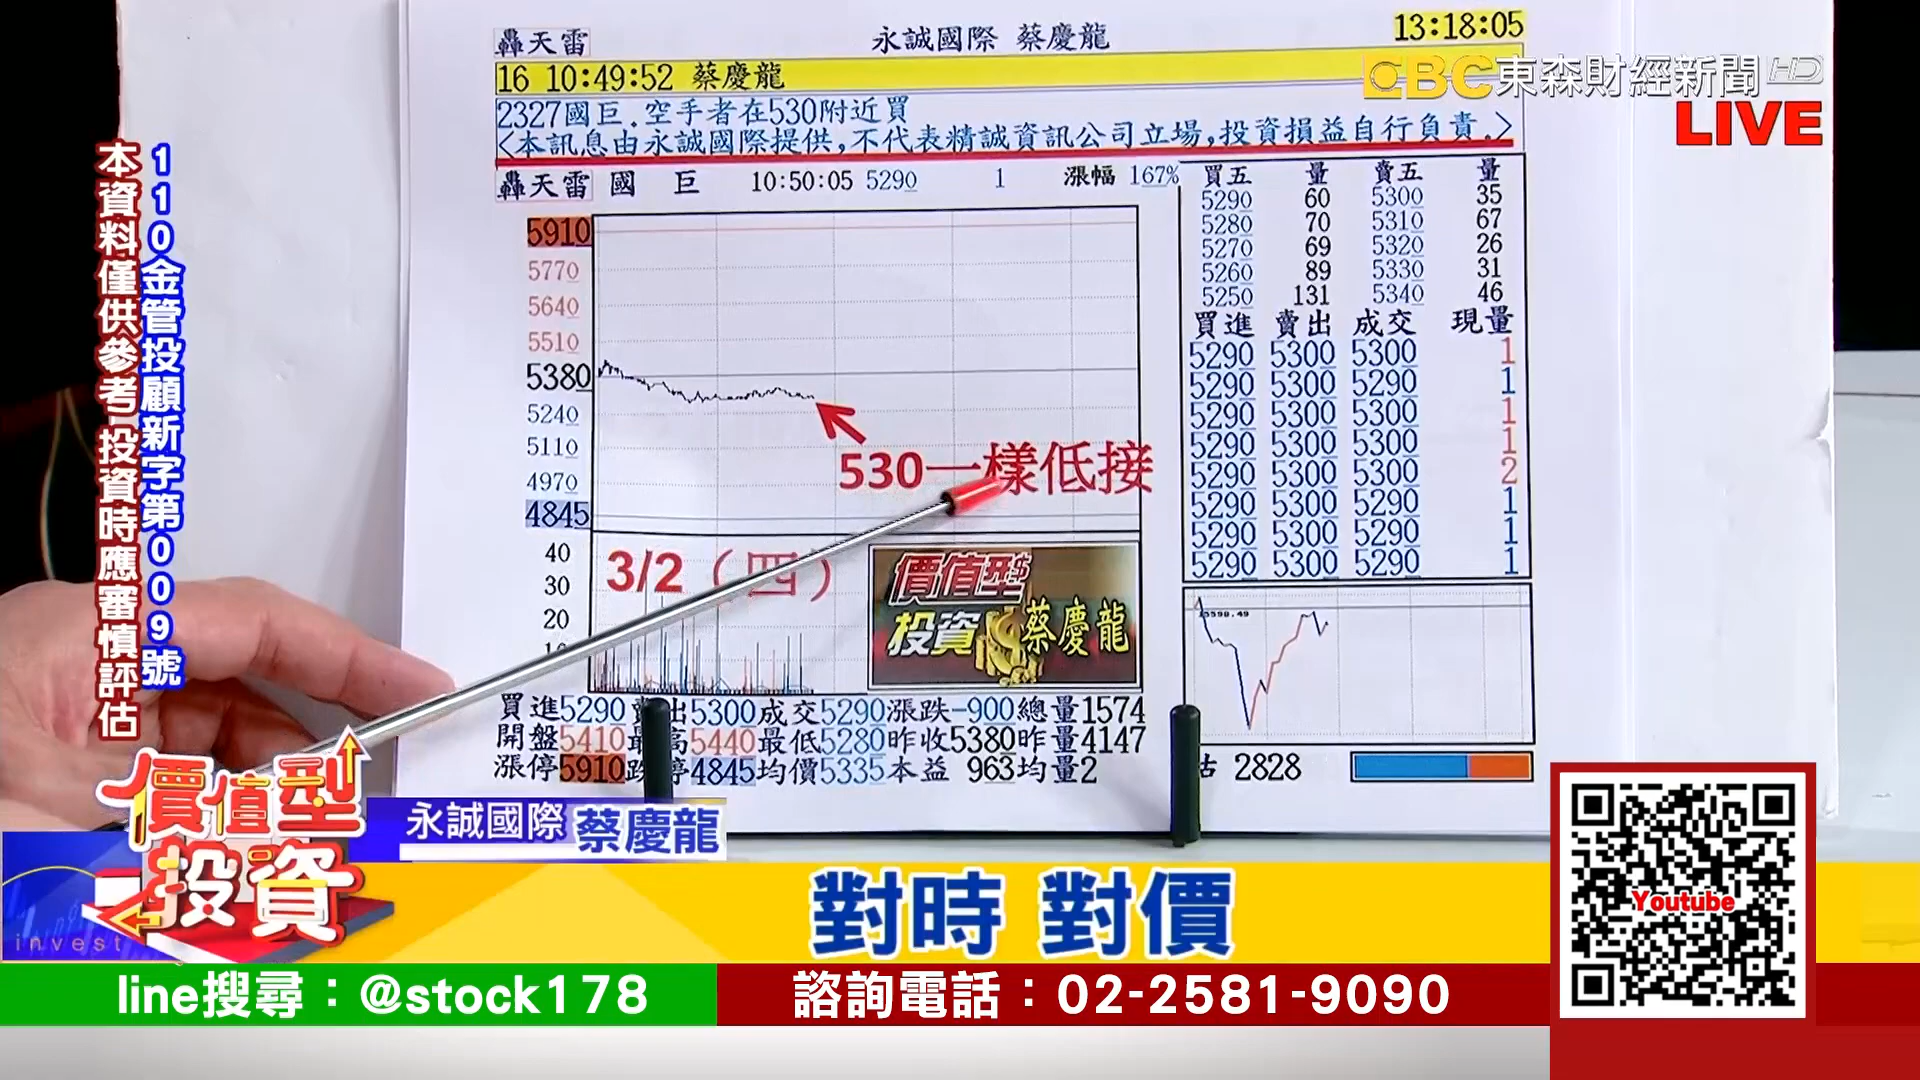 轟天雷 永誠國際 蔡慶龍 13:18:05
16 10:49:52 蔡慶龍
2327國巨.空手者在530附近買
<本訊息由永誠國際提供,不代表精誠資訊公司立場,投資損益自行負責.>
EBC東森財經新聞HD
LIVE
110金管投顧新字第009號
本資料僅供參考投資時應審慎評估
轟天雷 國 巨 10:50:05 5290 1 漲幅 167%
5910
5770
5640
5510
5380
5240
5110
4970
4845
530一樣低接
40
30
20
10
3/2（四）
價值型
投資 蔡慶龍
買五 量 賣五 量
5290 60 5300 35
5280 70 5310 67
5270 69 5320 26
5260 89 5330 31
5250 131 5340 46
買進 賣出 成交 現量
5290 5300 5300 1
5290 5300 5290 1
5290 5300 5300 1
5290 5300 5300 1
5290 5300 5300 2
5290 5300 5290 1
5290 5300 5290 1
5290 5300 5290 1
15598.49
買進5290 出5300成交5290漲跌-900總量1574
開盤5410最高5440最低5280昨收5380昨量4147
漲停5910跌停4845均價5335本益 963均量2
估 2828
價值型
投資
invest
永誠國際 蔡慶龍
對時 對價
line搜尋：@stock178
諮詢電話：02-2581-9090
Youtube